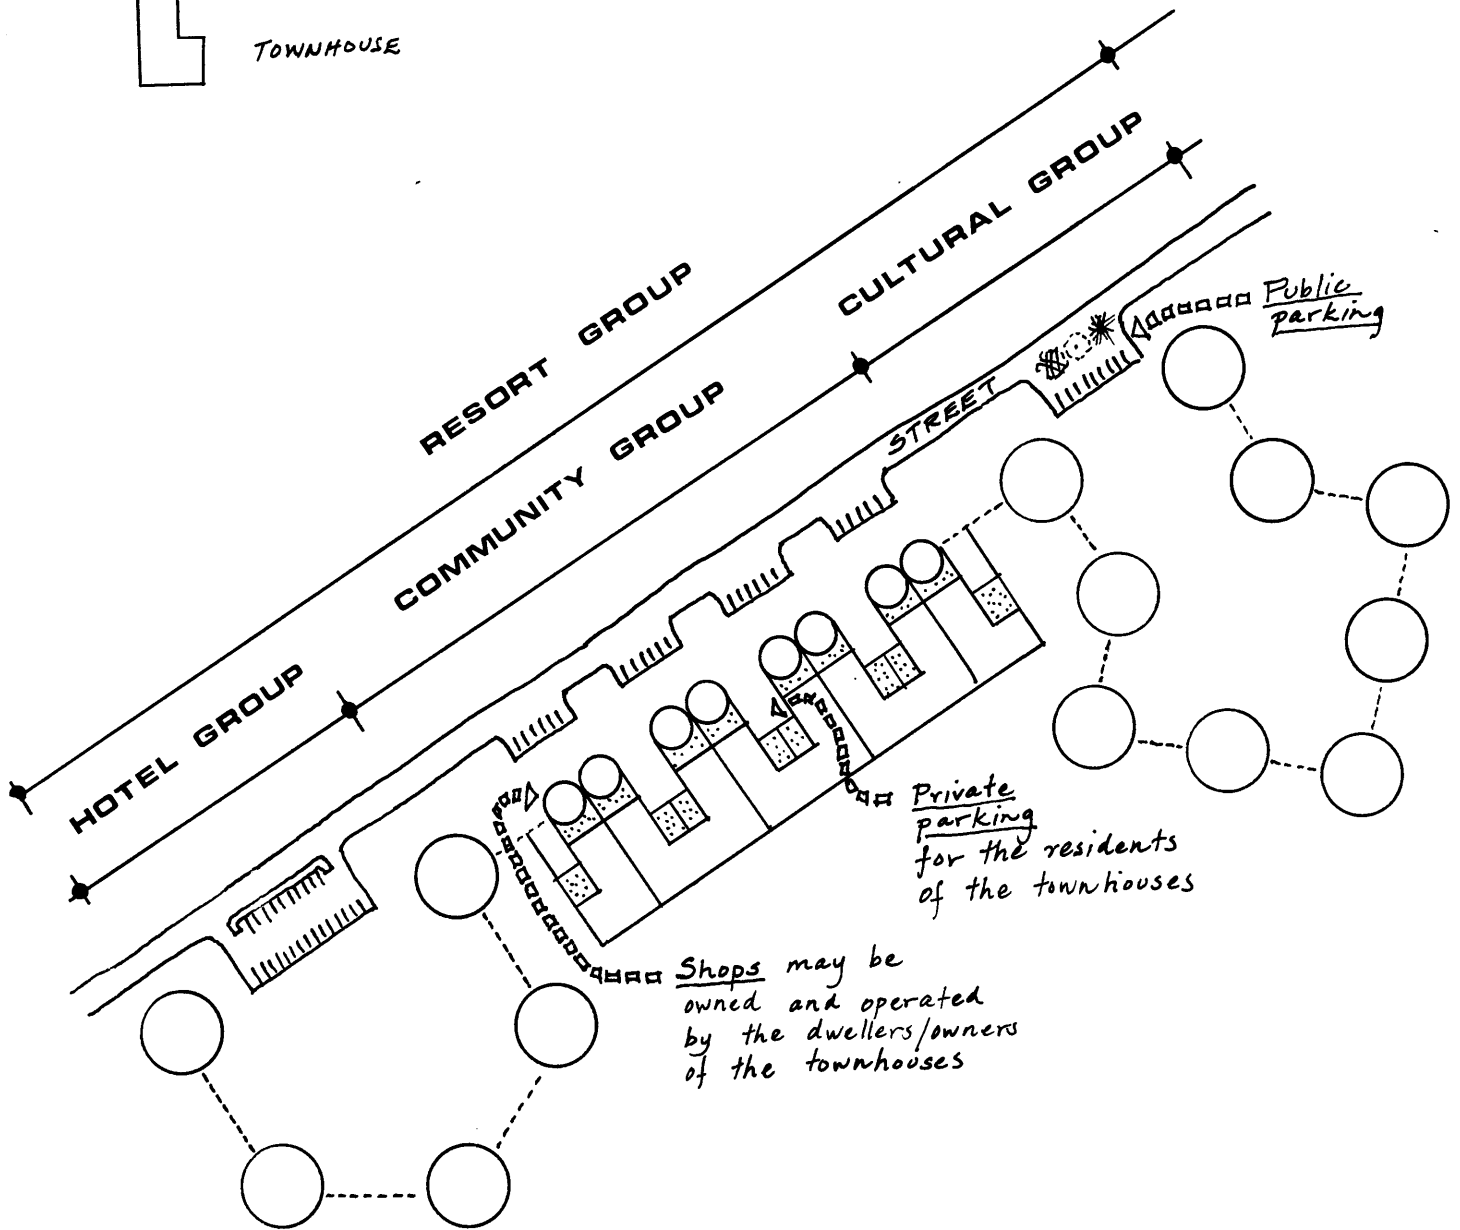 TOWNHOUSE
RESORT GROUP
CULTURAL GROUP
COMMUNITY GROUP
HOTEL GROUP
STREET
Public
parking
Private
parking
for the residents
of the townhouses
Shops may be
owned and operated
by the dwellers/owners
of the townhouses